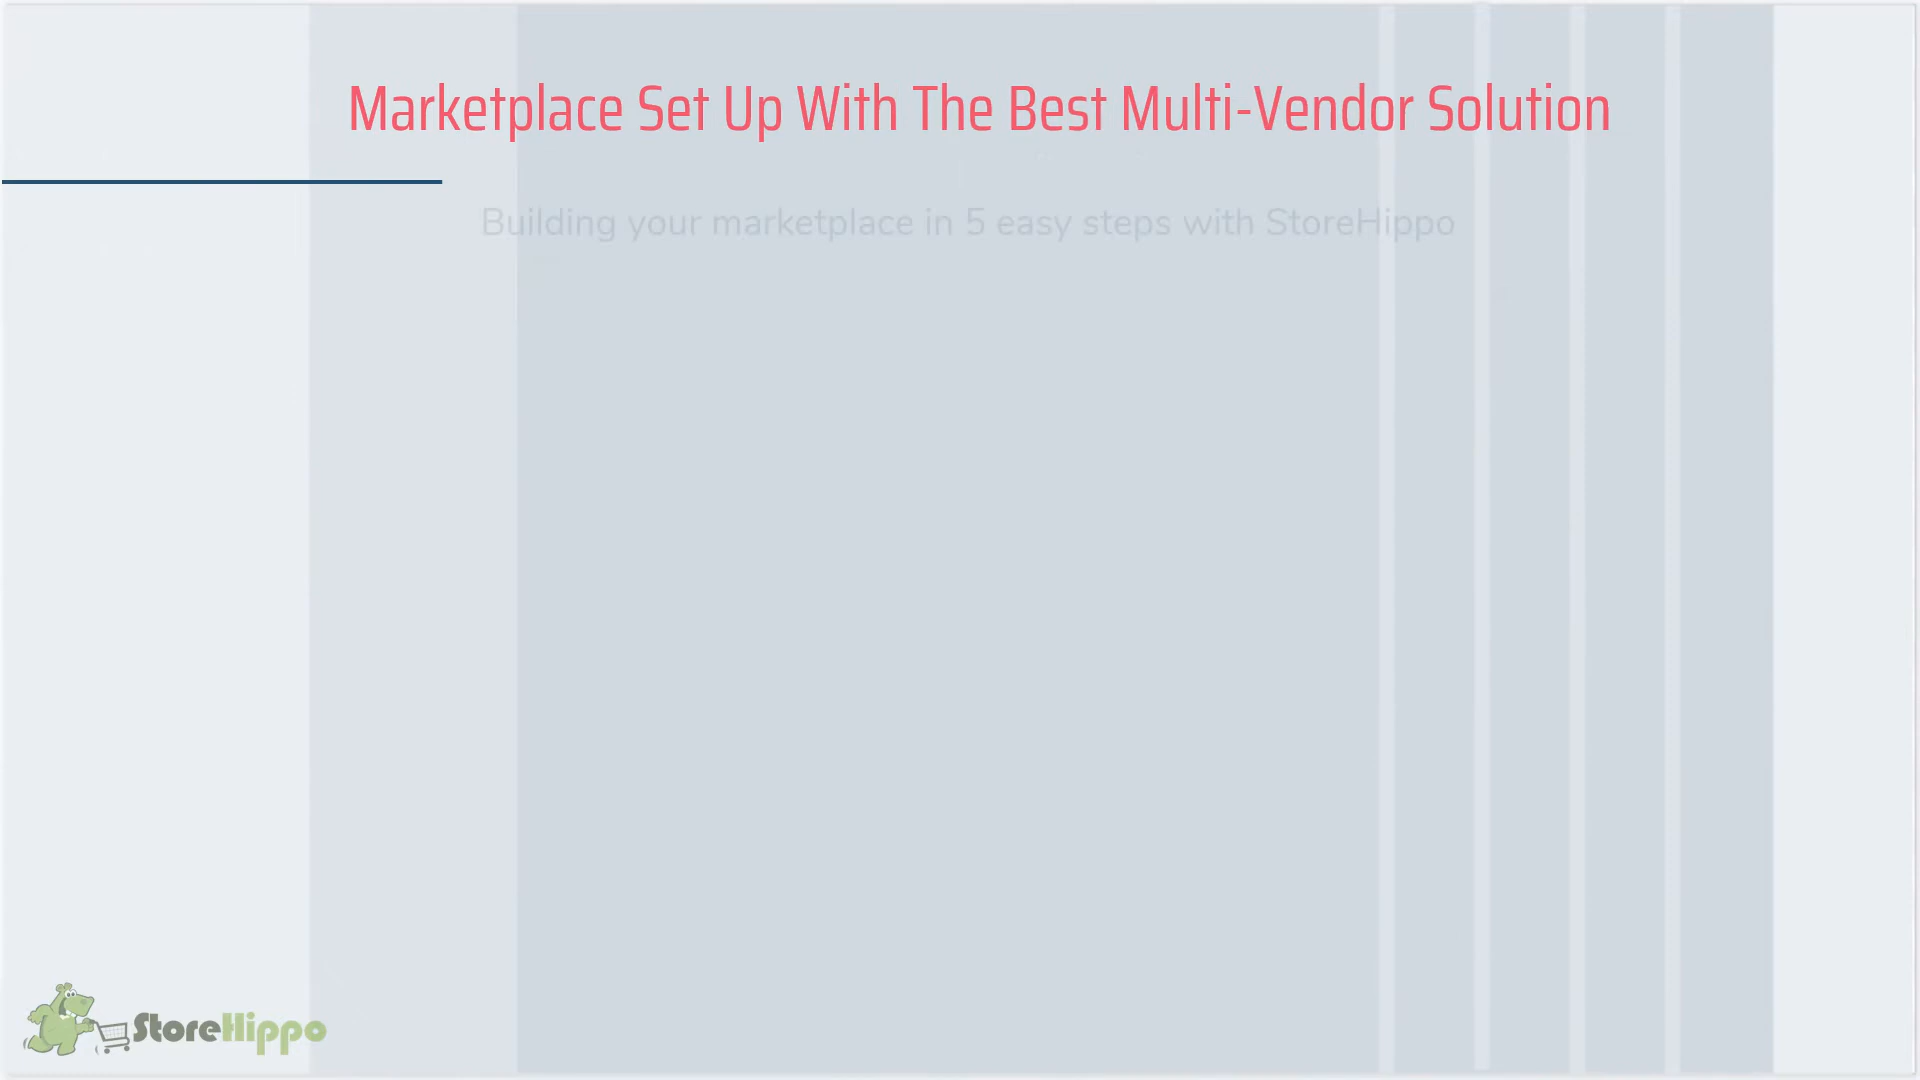 Marketplace Set Up With The Best Multi-Vendor Solution
Building your marketplace in 5 easy steps with StoreHippo
StoreHippo